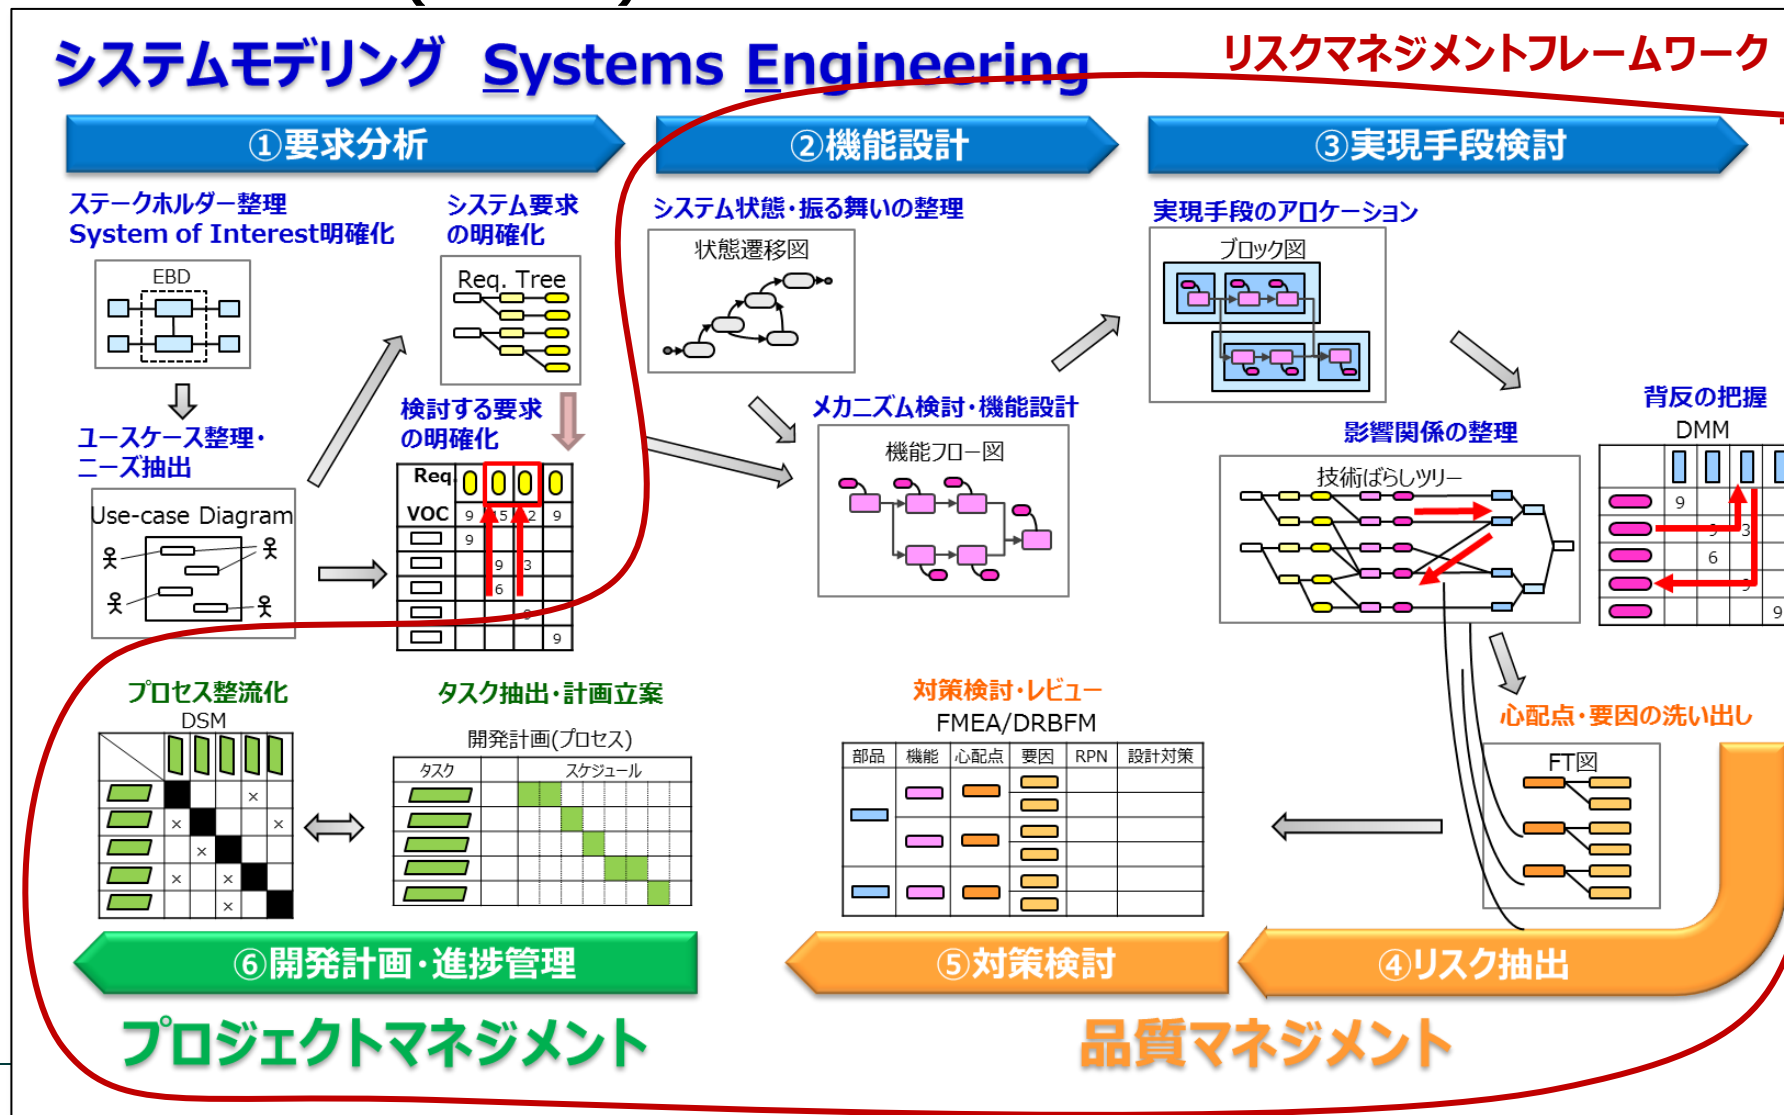 システムモデリング Systems Engineering
リスクマネジメントフレームワーク
①要求分析
②機能設計
③実現手段検討
ステークホルダー整理
System of Interest明確化
EBD
システム要求
の明確化
Req. Tree
システム状態・振る舞いの整理
状態遷移図
実現手段のアロケーション
ブロック図
ユースケース整理・
ニーズ抽出
Use-case Diagram
検討する要求
の明確化
Req.
VOC 9 15 2 9
9
9 3
6
9
メカニズム検討・機能設計
機能フロー図
影響関係の整理
技術ばらしツリー
背反の把握
DMM
9
9 3
6
9
9
プロセス整流化
DSM
×
× ×
×
× ×
×
タスク抽出・計画立案
開発計画(プロセス)
タスク スケジュール
対策検討・レビュー
FMEA/DRBFM
部品 機能 心配点 要因 RPN 設計対策
心配点・要因の洗い出し
FT図
⑥開発計画・進捗管理
⑤対策検討
④リスク抽出
プロジェクトマネジメント
品質マネジメント